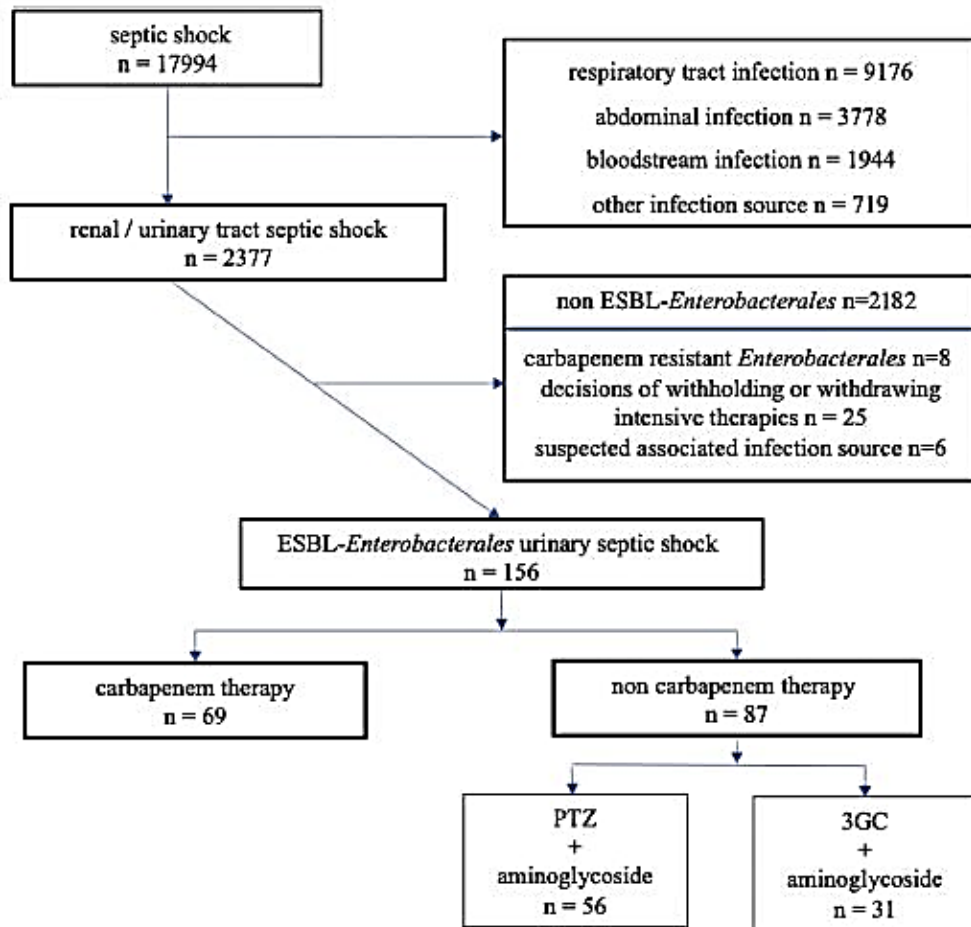 septic shock
n = 17994
respiratory tract infection n = 9176
abdominal infection n = 3778
bloodstream infection n = 1944
other infection source n = 719
renal / urinary tract septic shock
n = 2377
non ESBL-Enterobacterales n=2182
carbapenem resistant Enterobacterales n=8
decisions of withholding or withdrawing
intensive therapies n = 25
suspected associated infection source n=6
ESBL-Enterobacterales urinary septic shock
n = 156
carbapenem therapy
n = 69
non carbapenem therapy
n = 87
PTZ
+
aminoglycoside
n = 56
3GC
+
aminoglycoside
n = 31